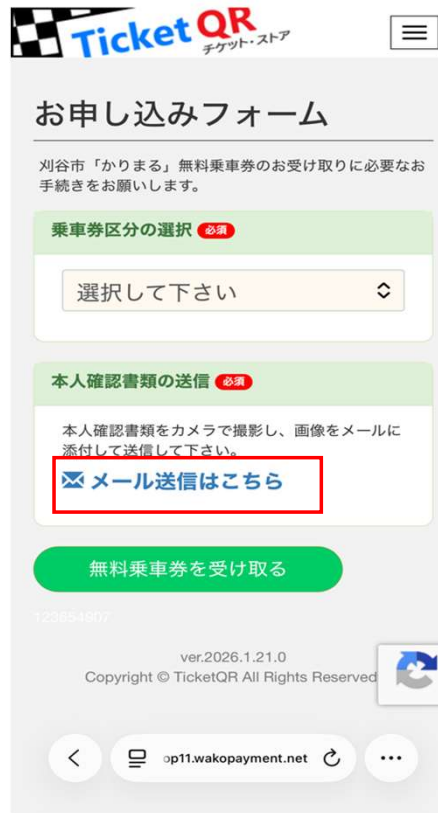 Ticket QR
チケット・ストア
お申し込みフォーム
刈谷市「かりまる」無料乗車券のお受け取りに必要なお
手続きをお願いします。
乗車券区分の選択 必須
選択して下さい
本人確認書類の送信 必須
本人確認書類をカメラで撮影し、画像をメールに
添付して送信して下さい。
メール送信はこちら
無料乗車券を受け取る
123654907
ver.2026.1.21.0
Copyright © TicketQR All Rights Reserved
op11.wakopayment.net